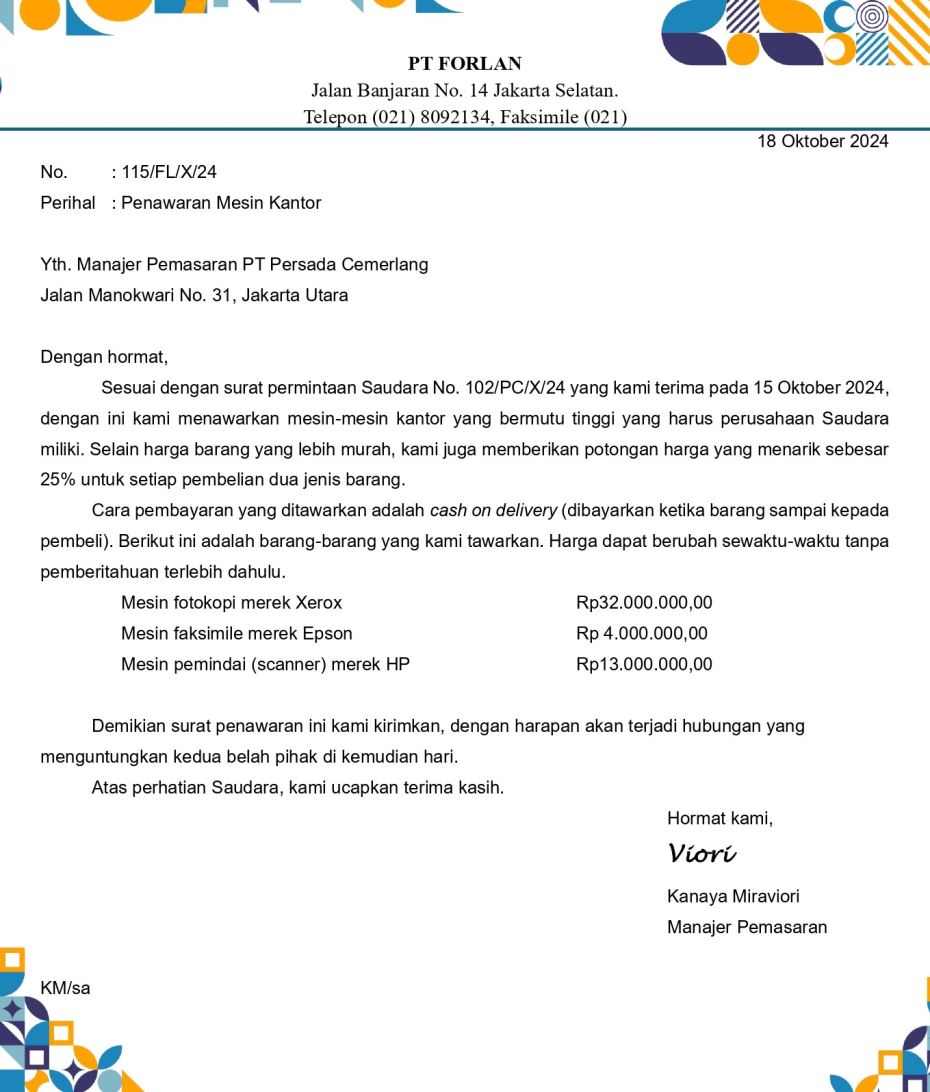 PT FORLAN
Jalan Banjaran No. 14 Jakarta Selatan.
Telepon (021) 8092134, Faksimile (021)
18 Oktober 2024
No. : 115/FL/X/24
Perihal : Penawaran Mesin Kantor
Yth. Manajer Pemasaran PT Persada Cemerlang
Jalan Manokwari No. 31, Jakarta Utara
Dengan hormat,
Sesuai dengan surat permintaan Saudara No. 102/PC/X/24 yang kami terima pada 15 Oktober 2024,
dengan ini kami menawarkan mesin-mesin kantor yang bermutu tinggi yang harus perusahaan Saudara
miliki. Selain harga barang yang lebih murah, kami juga memberikan potongan harga yang menarik sebesar
25% untuk setiap pembelian dua jenis barang.
Cara pembayaran yang ditawarkan adalah cash on delivery (dibayarkan ketika barang sampai kepada
pembeli). Berikut ini adalah barang-barang yang kami tawarkan. Harga dapat berubah sewaktu-waktu tanpa
pemberitahuan terlebih dahulu.
Mesin fotokopi merek Xerox Rp32.000.000,00
Mesin faksimile merek Epson Rp 4.000.000,00
Mesin pemindai (scanner) merek HP Rp13.000.000,00
Demikian surat penawaran ini kami kirimkan, dengan harapan akan terjadi hubungan yang
menguntungkan kedua belah pihak di kemudian hari.
Atas perhatian Saudara, kami ucapkan terima kasih.
Hormat kami,
Viori
Kanaya Miraviori
Manajer Pemasaran
KM/sa